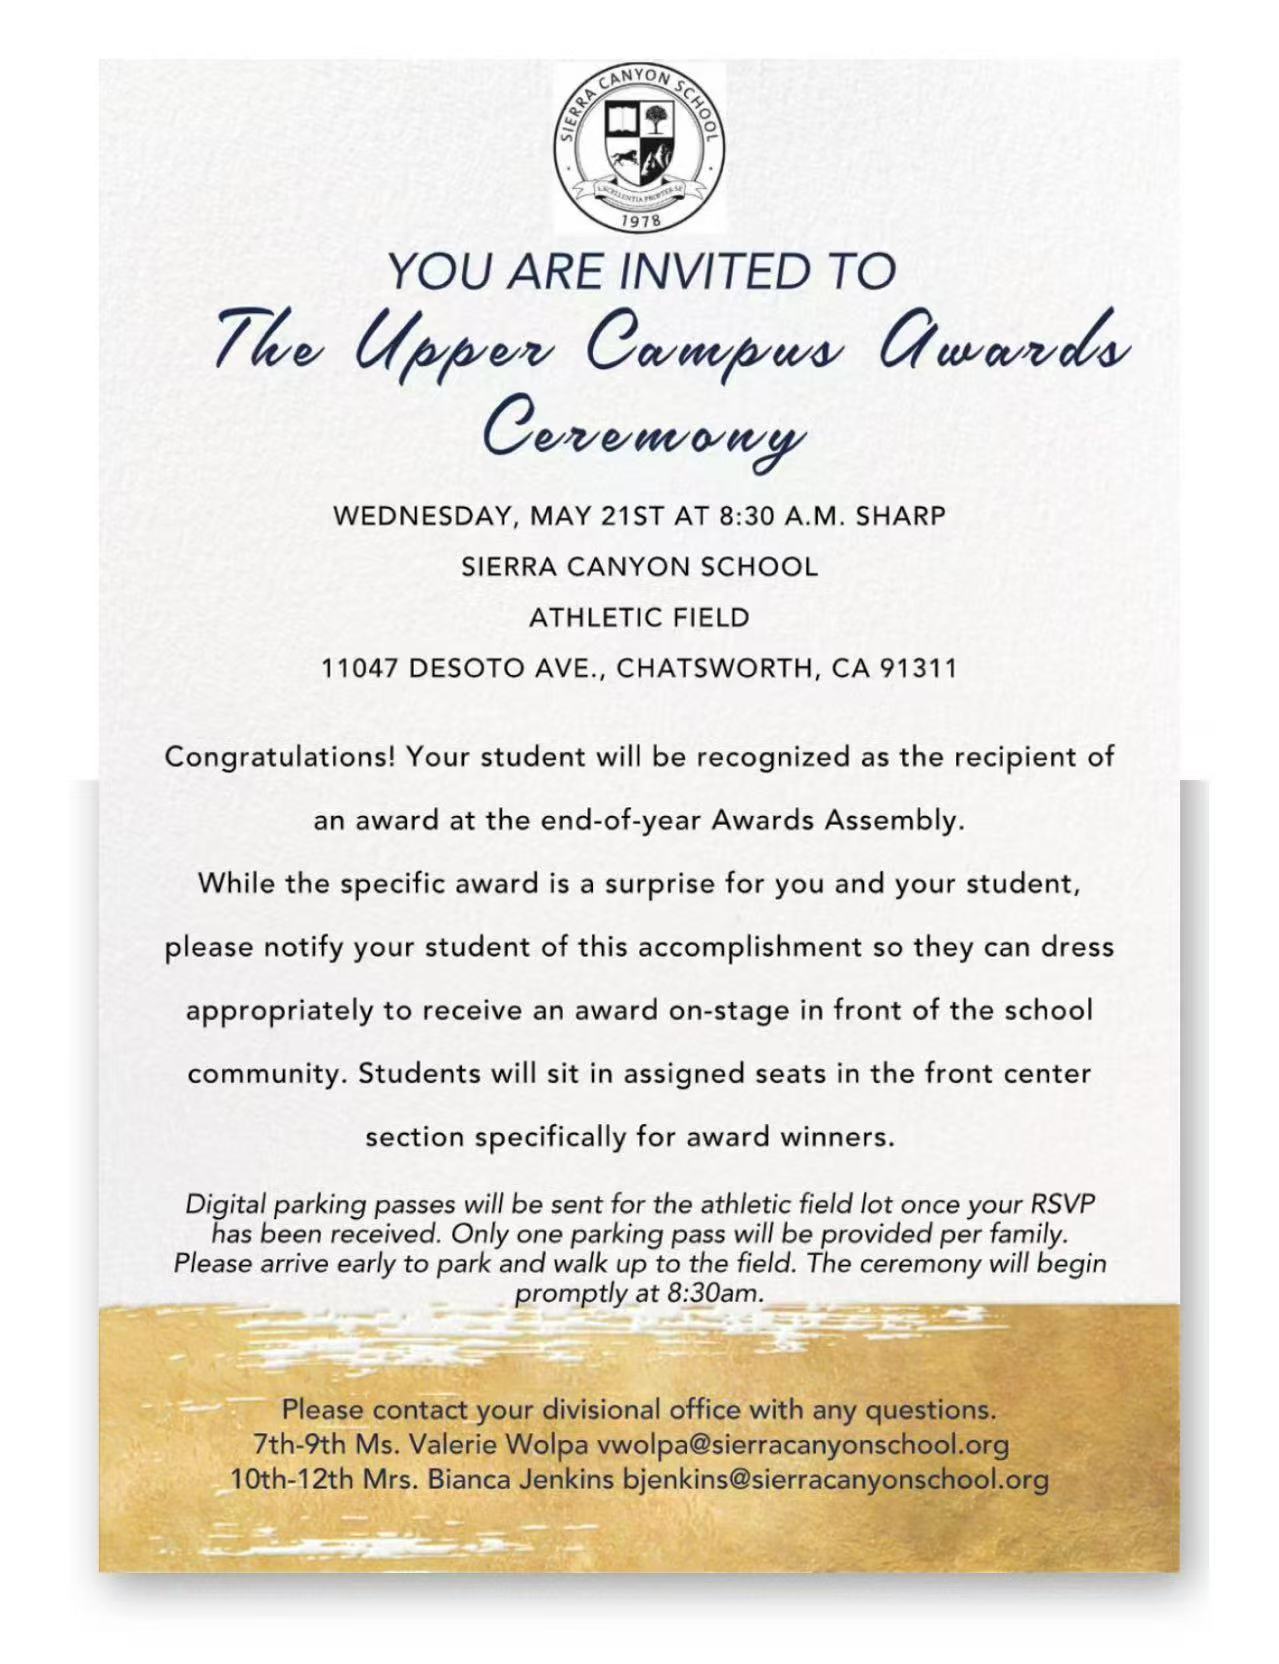 SIERRA CANYON SCHOOL
EXCELLENTIA PROPTER SE
1978
YOU ARE INVITED TO
The Upper Campus Awards
Ceremony
WEDNESDAY, MAY 21ST AT 8:30 A.M. SHARP
SIERRA CANYON SCHOOL
ATHLETIC FIELD
11047 DESOTO AVE., CHATSWORTH, CA 91311
Congratulations! Your student will be recognized as the recipient of
an award at the end-of-year Awards Assembly.
While the specific award is a surprise for you and your student,
please notify your student of this accomplishment so they can dress
appropriately to receive an award on-stage in front of the school
community. Students will sit in assigned seats in the front center
section specifically for award winners.
Digital parking passes will be sent for the athletic field lot once your RSVP
has been received. Only one parking pass will be provided per family.
Please arrive early to park and walk up to the field. The ceremony will begin
promptly at 8:30am.
Please contact your divisional office with any questions.
7th-9th Ms. Valerie Wolpa vwolpa@sierracanyonschool.org
10th-12th Mrs. Bianca Jenkins bjenkins@sierracanyonschool.org